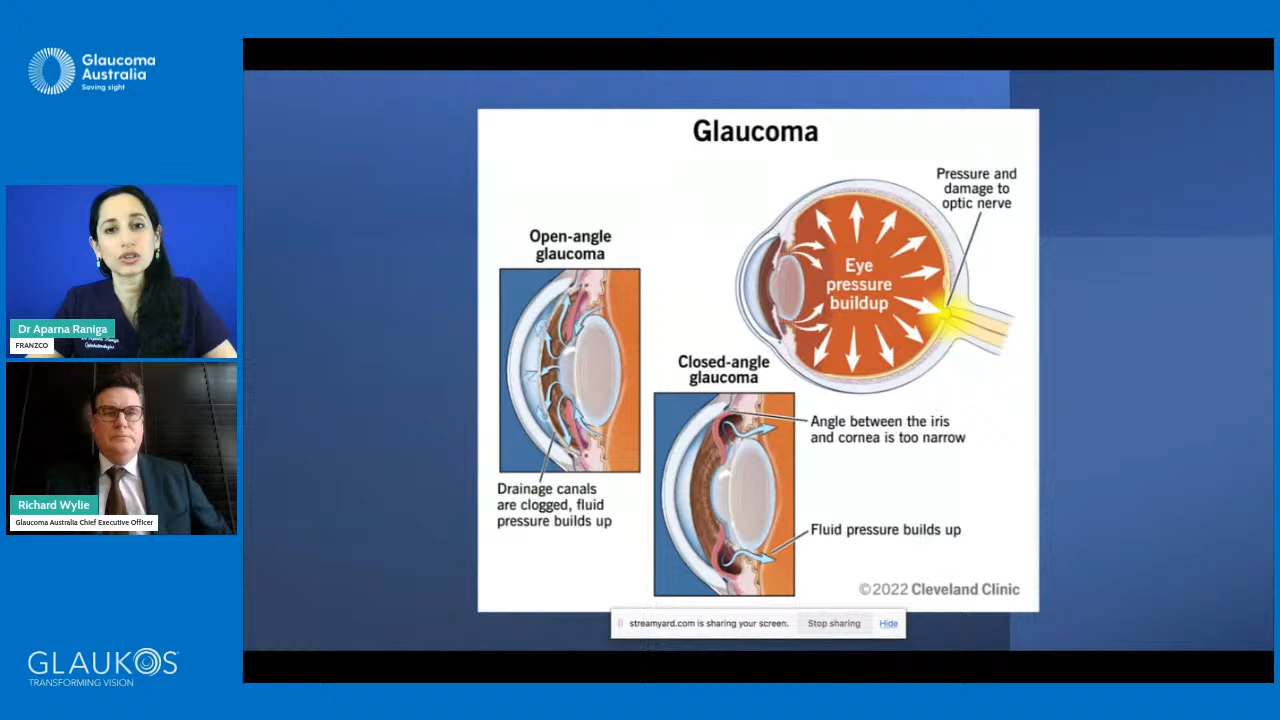 Glaucoma
Australia
Saving sight
Dr Aparna Raniga
FRANZCO
Richard Wylie
Glaucoma Australia Chief Executive Officer
GLAUKOS
TRANSFORMING VISION
Glaucoma
Pressure and
damage to
optic nerve
Open-angle
glaucoma
Eye
pressure
buildup
Closed-angle
glaucoma
Angle between the iris
and cornea is too narrow
Drainage canals
are clogged, fluid
pressure builds up
Fluid pressure builds up
©2022 Cleveland Clinic
streamyard.com is sharing your screen.
Stop sharing
Hide